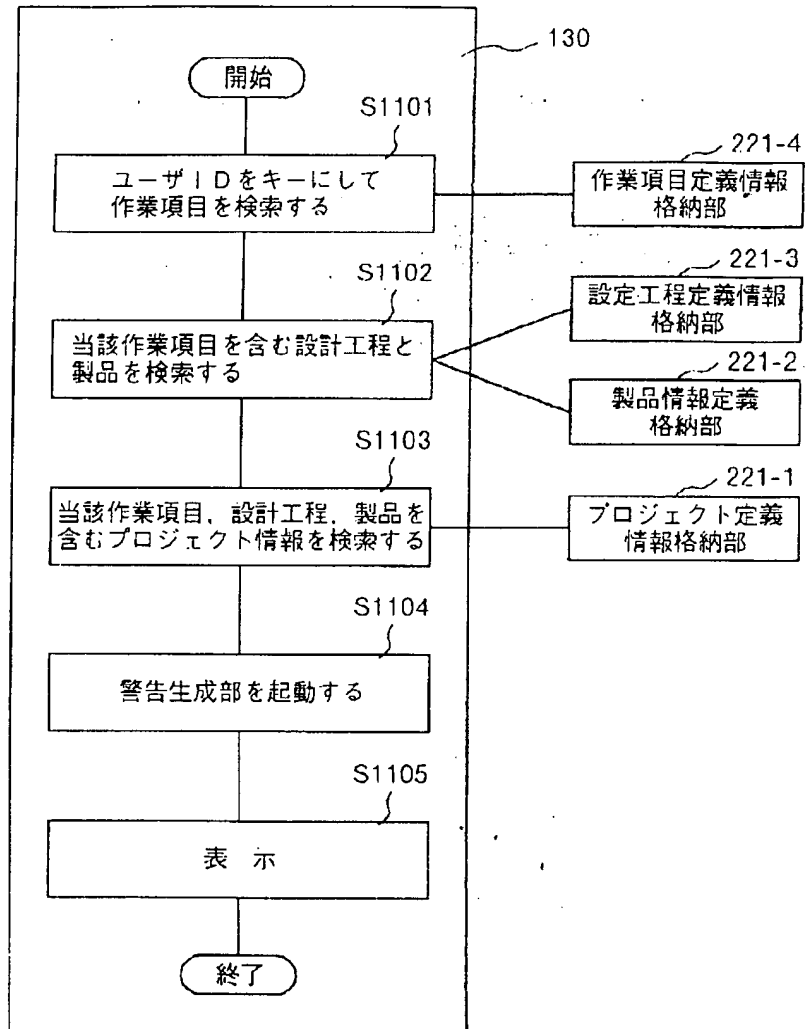 130
開始
S1101
ユーザIDをキーにして
作業項目を検索する
221-4
作業項目定義情報
格納部
S1102
当該作業項目を含む設計工程と
製品を検索する
221-3
設定工程定義情報
格納部
221-2
製品情報定義
格納部
S1103
当該作業項目，設計工程，製品を
含むプロジェクト情報を検索する
221-1
プロジェクト定義
情報格納部
S1104
警告生成部を起動する
S1105
表 示
終了